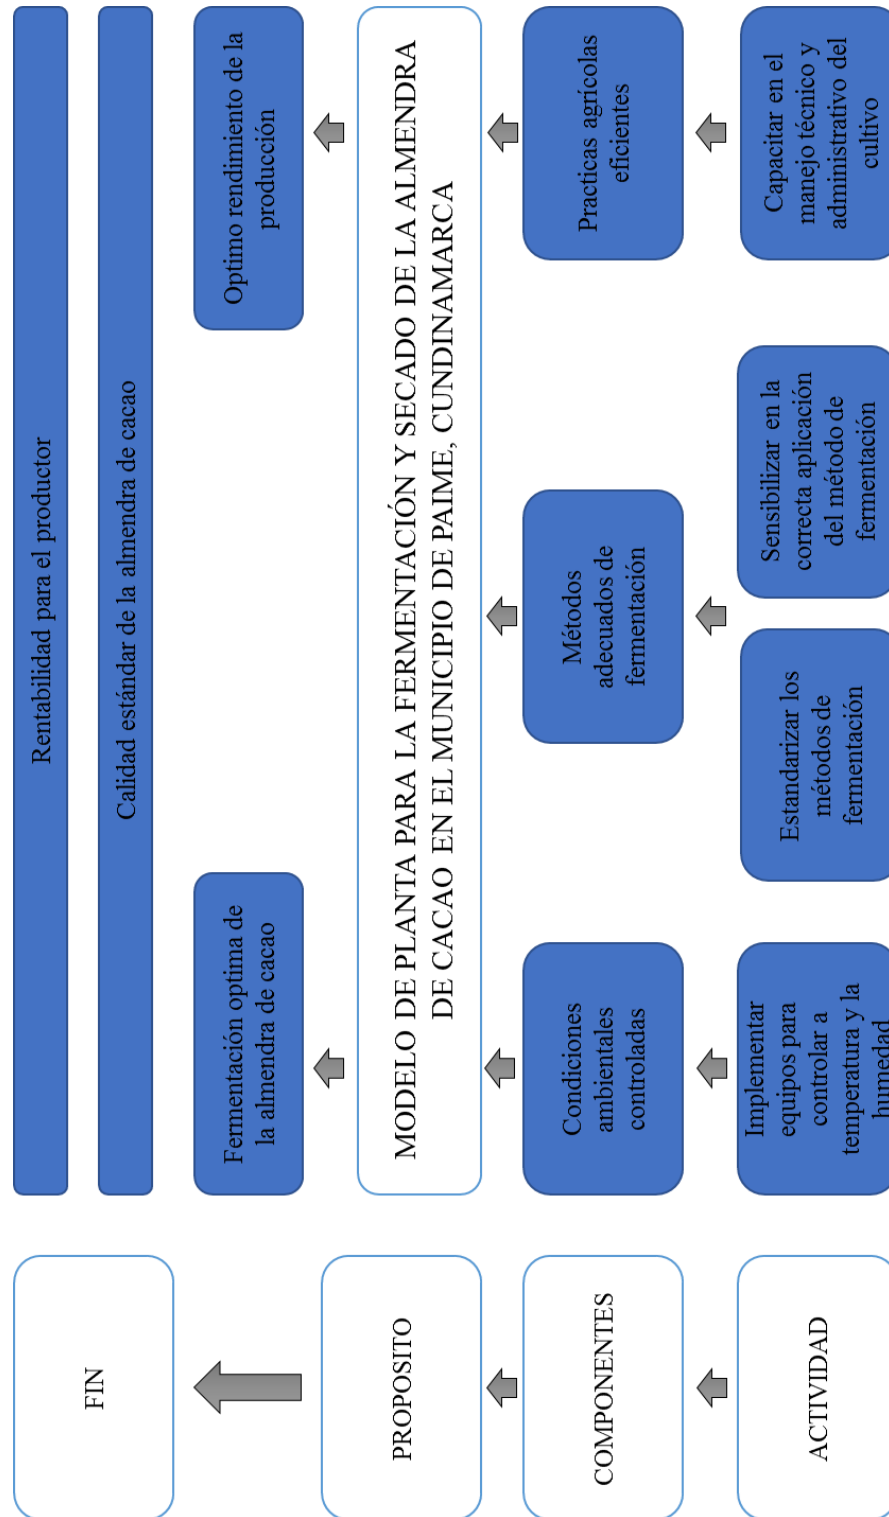 FIN
Rentabilidad para el productor
Calidad estándar de la almendra de cacao
Fermentación optima de
la almendra de cacao
Optimo rendimiento de la
producción
PROPOSITO
MODELO DE PLANTA PARA LA FERMENTACIÓN Y SECADO DE LA ALMENDRA
DE CACAO EN EL MUNICIPIO DE PAIME, CUNDINAMARCA
COMPONENTES
Condiciones
ambientales
controladas
Métodos
adecuados de
fermentación
Practicas agrícolas
eficientes
ACTIVIDAD
Implementar
equipos para
controlar a
temperatura y la
humedad
Estandarizar los
métodos de
fermentación
Sensibilizar en la
correcta aplicación
del método de
fermentación
Capacitar en el
manejo técnico y
administrativo del
cultivo